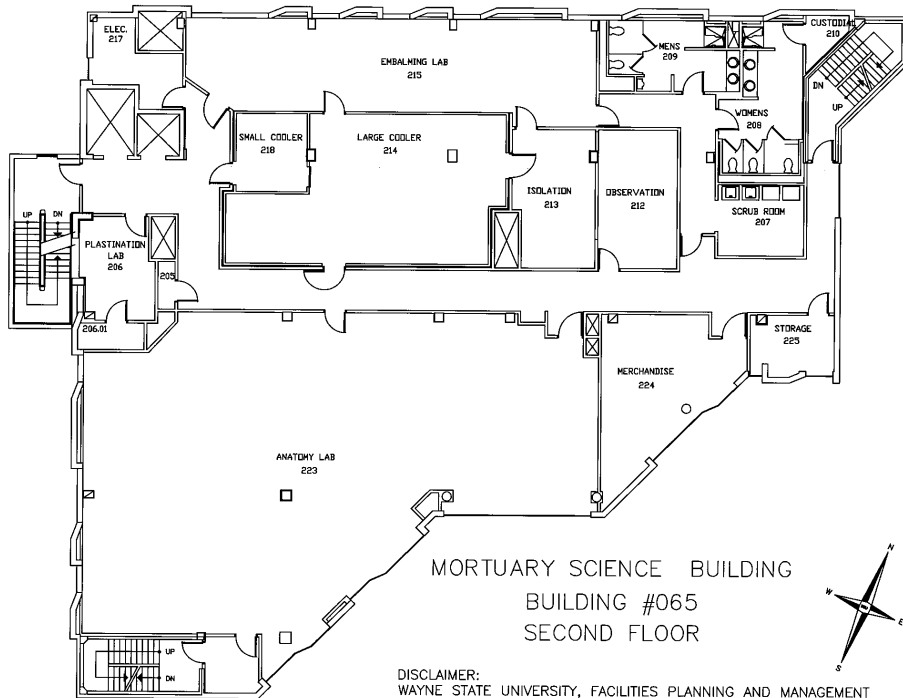 ELEC.
217
EMBALMING LAB
215
MENS
209
CUSTODIAL
210
DN
UP
WOMENS
208
SMALL COOLER
218
LARGE COOLER
214
ISOLATION
213
OBSERVATION
212
SCRUB ROOM
207
UP DN
PLASTINATION
LAB
206
205
206.01
STORAGE
225
MERCHANDISE
224
ANATOMY LAB
223
UP
DN
MORTUARY SCIENCE BUILDING
BUILDING #065
SECOND FLOOR
N
W
E
S
DISCLAIMER:
WAYNE STATE UNIVERSITY, FACILITIES PLANNING AND MANAGEMENT